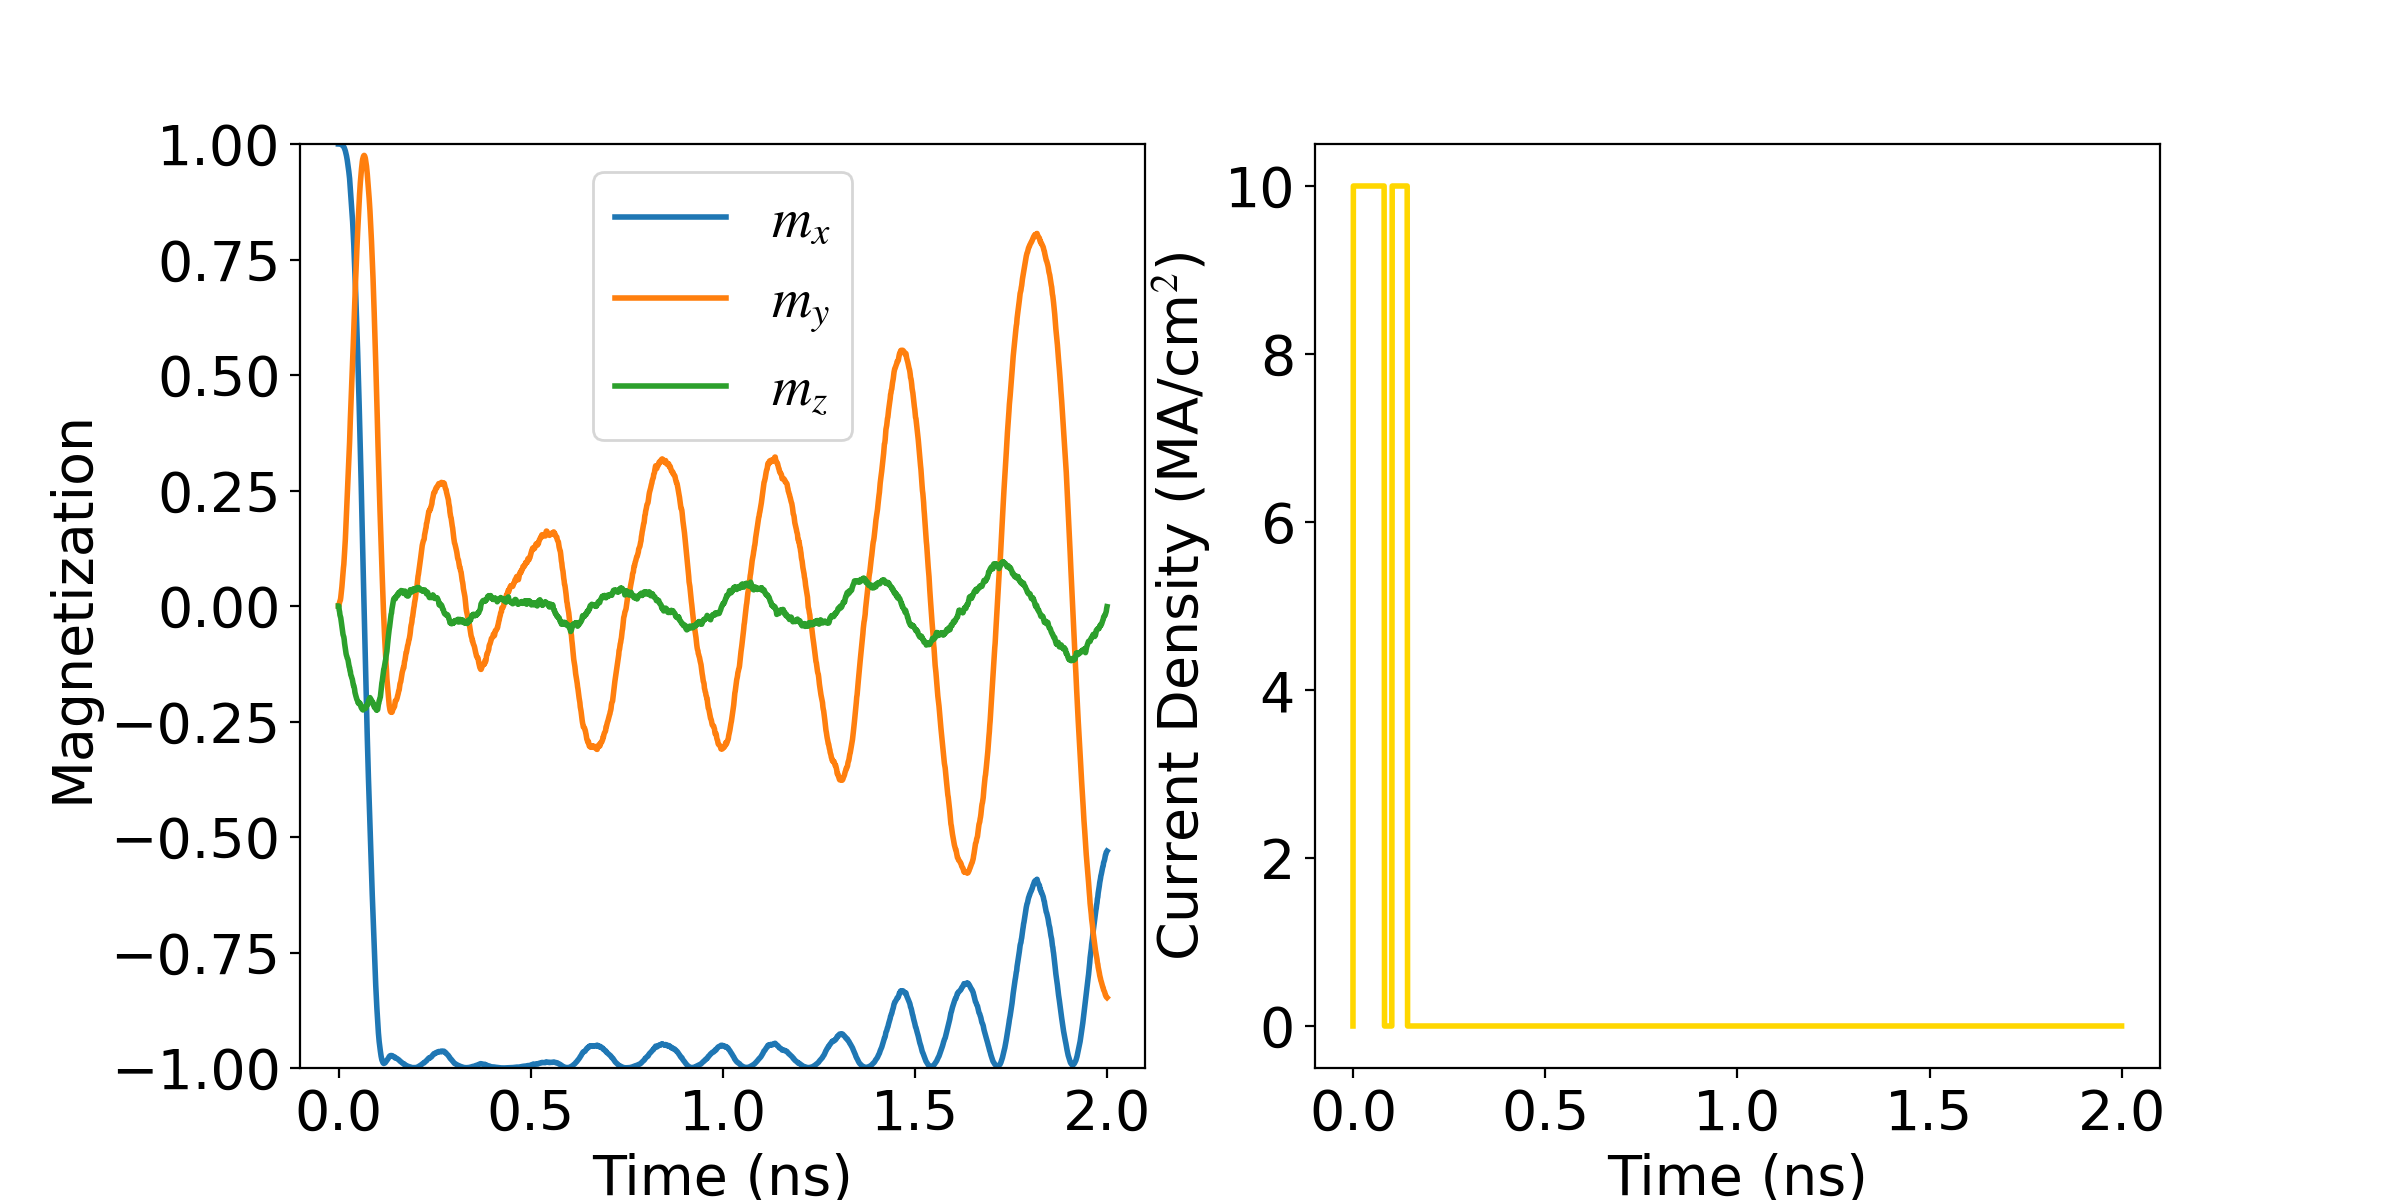 Magnetization
1.00
0.75
0.50
0.25
0.00
−0.25
−0.50
−0.75
−1.00
0.0 0.5 1.0 1.5 2.0
Time (ns)
m_x
m_y
m_z
Current Density (MA/cm²)
10
8
6
4
2
0
0.0 0.5 1.0 1.5 2.0
Time (ns)